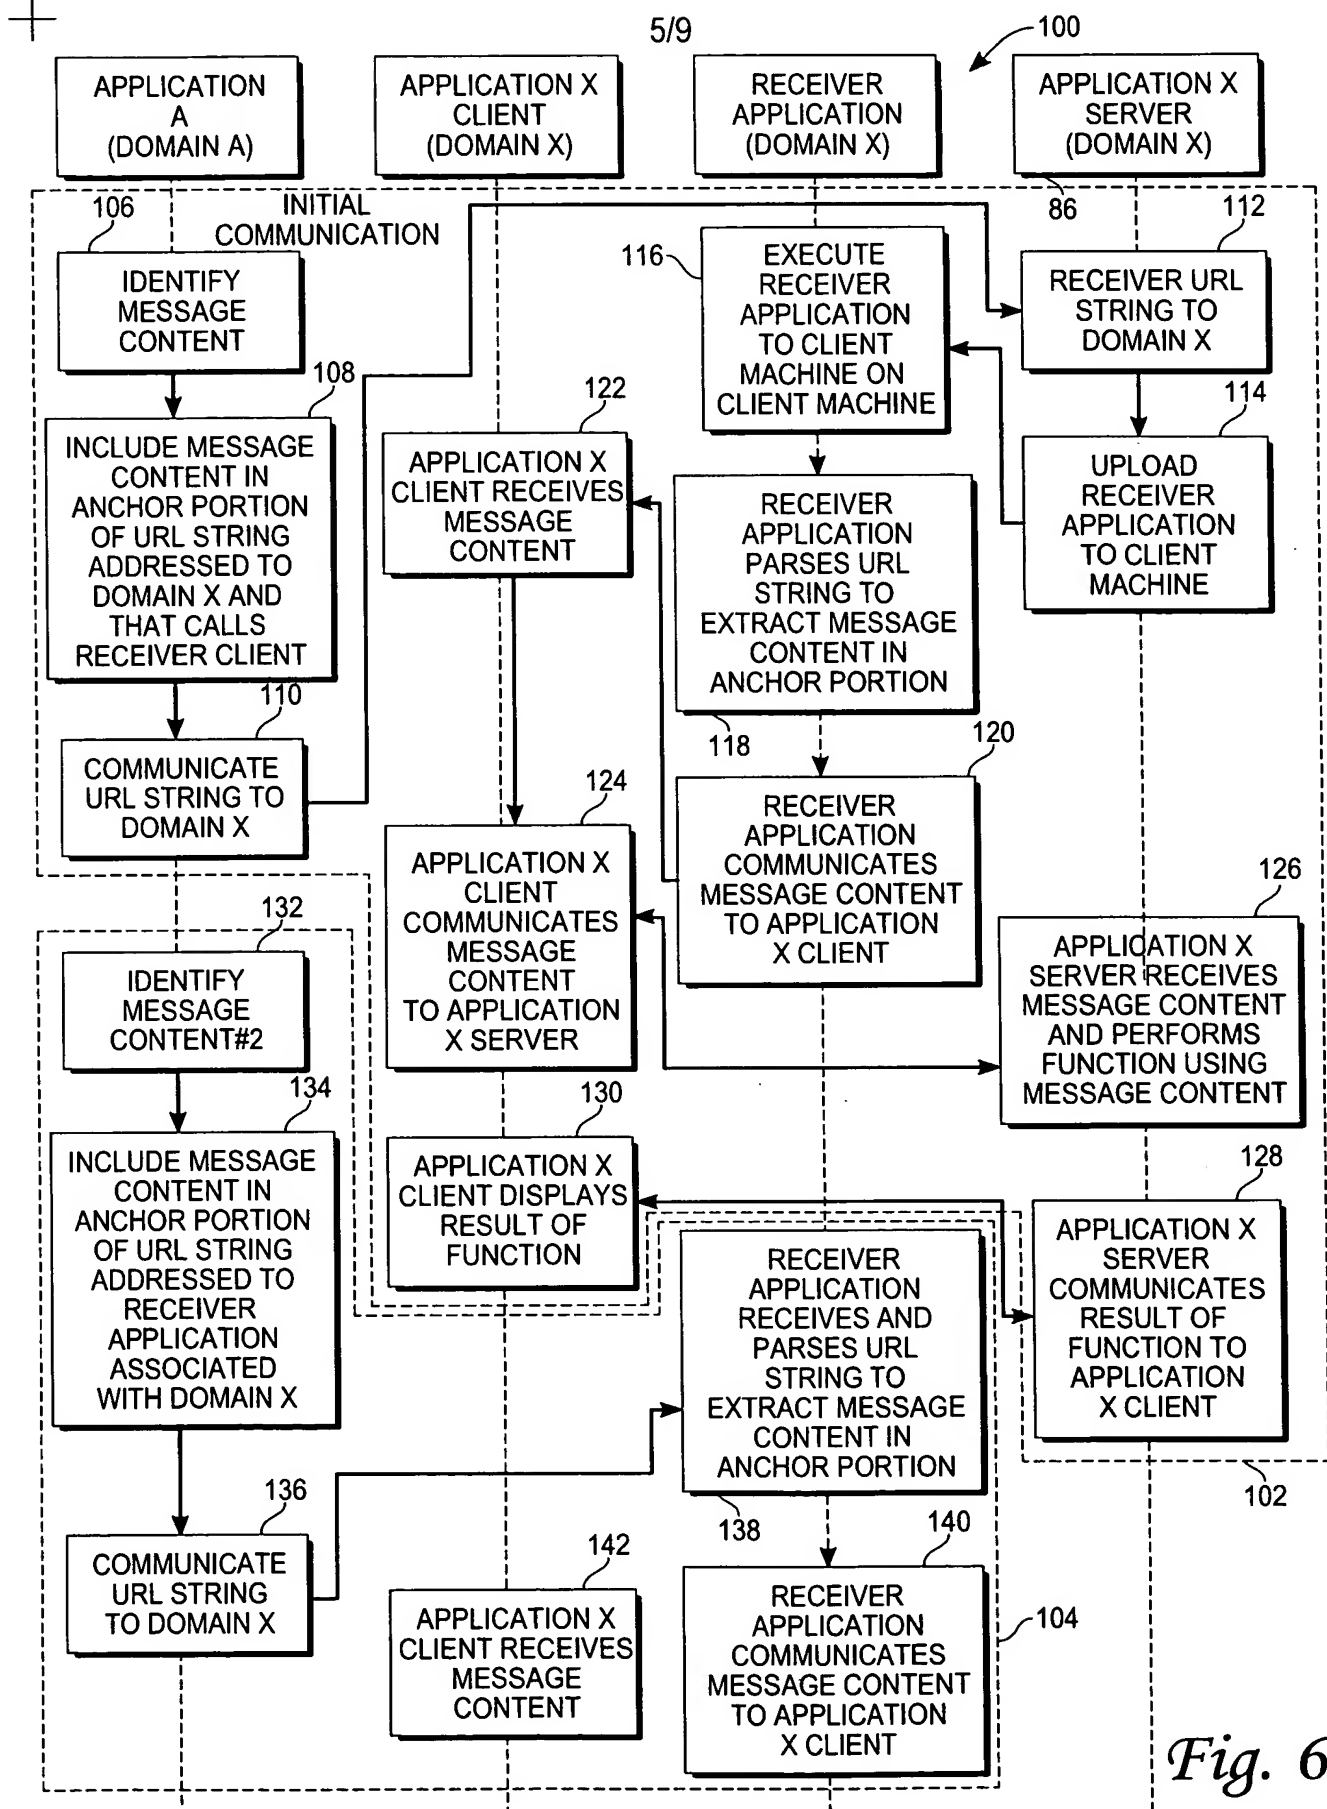 5/9
100
APPLICATION
A
(DOMAIN A)
APPLICATION X
CLIENT
(DOMAIN X)
RECEIVER
APPLICATION
(DOMAIN X)
APPLICATION X
SERVER
(DOMAIN X)
86
INITIAL
COMMUNICATION
106
IDENTIFY
MESSAGE
CONTENT
108
INCLUDE MESSAGE
CONTENT IN
ANCHOR PORTION
OF URL STRING
ADDRESSED TO
DOMAIN X AND
THAT CALLS
RECEIVER CLIENT
110
COMMUNICATE
URL STRING TO
DOMAIN X
112
RECEIVER URL
STRING TO
DOMAIN X
114
UPLOAD
RECEIVER
APPLICATION
TO CLIENT
MACHINE
116
EXECUTE
RECEIVER
APPLICATION
TO CLIENT
MACHINE ON
CLIENT MACHINE
RECEIVER
APPLICATION
PARSES URL
STRING TO
EXTRACT MESSAGE
CONTENT IN
ANCHOR PORTION
118
120
RECEIVER
APPLICATION
COMMUNICATES
MESSAGE CONTENT
TO APPLICATION
X CLIENT
122
APPLICATION X
CLIENT RECEIVES
MESSAGE
CONTENT
124
APPLICATION X
CLIENT
COMMUNICATES
MESSAGE
CONTENT
TO APPLICATION
X SERVER
126
APPLICATION X
SERVER RECEIVES
MESSAGE CONTENT
AND PERFORMS
FUNCTION USING
MESSAGE CONTENT
128
APPLICATION X
SERVER
COMMUNICATES
RESULT OF
FUNCTION TO
APPLICATION
X CLIENT
130
APPLICATION X
CLIENT DISPLAYS
RESULT OF
FUNCTION
102
132
IDENTIFY
MESSAGE
CONTENT#2
134
INCLUDE MESSAGE
CONTENT IN
ANCHOR PORTION
OF URL STRING
ADDRESSED TO
RECEIVER
APPLICATION
ASSOCIATED
WITH DOMAIN X
136
COMMUNICATE
URL STRING
TO DOMAIN X
RECEIVER
APPLICATION
RECEIVES AND
PARSES URL
STRING TO
EXTRACT MESSAGE
CONTENT IN
ANCHOR PORTION
138
140
RECEIVER
APPLICATION
COMMUNICATES
MESSAGE CONTENT
TO APPLICATION
X CLIENT
142
APPLICATION X
CLIENT RECEIVES
MESSAGE
CONTENT
104
Fig. 6